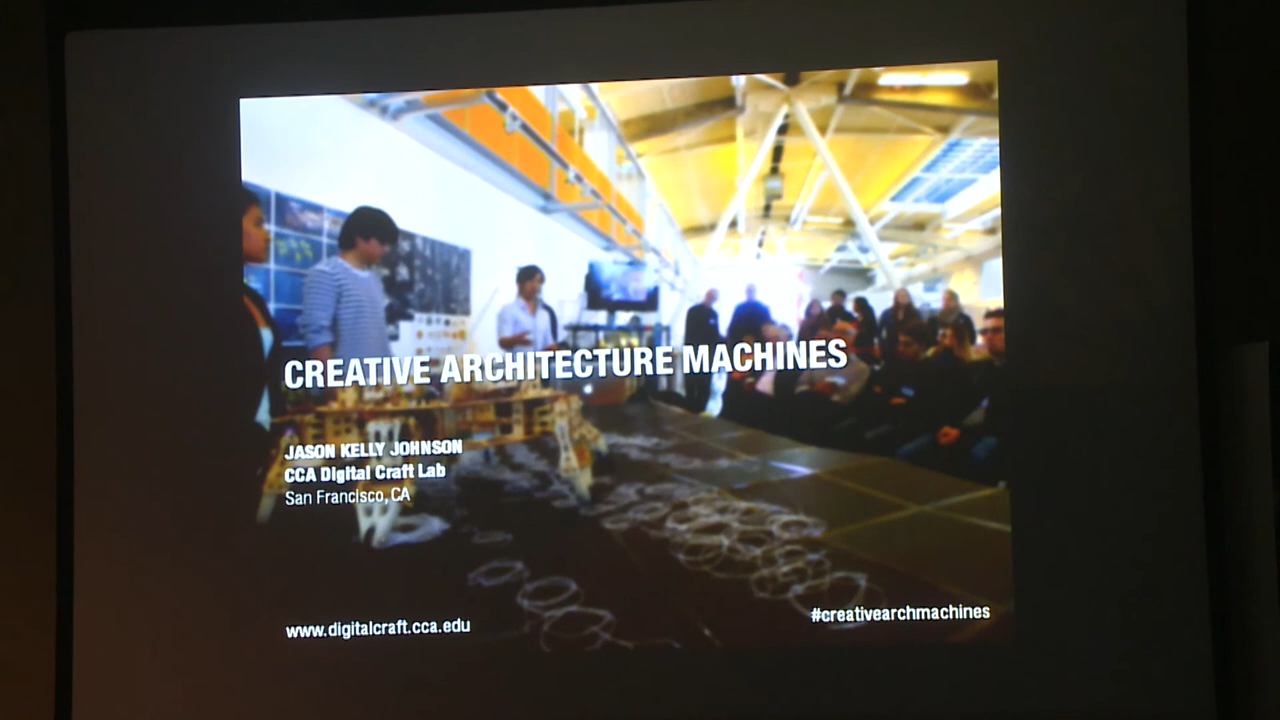 CREATIVE ARCHITECTURE MACHINES
JASON KELLY JOHNSON
CCA Digital Craft Lab
San Francisco, CA
www.digitalcraft.cca.edu
#creativearchmachines